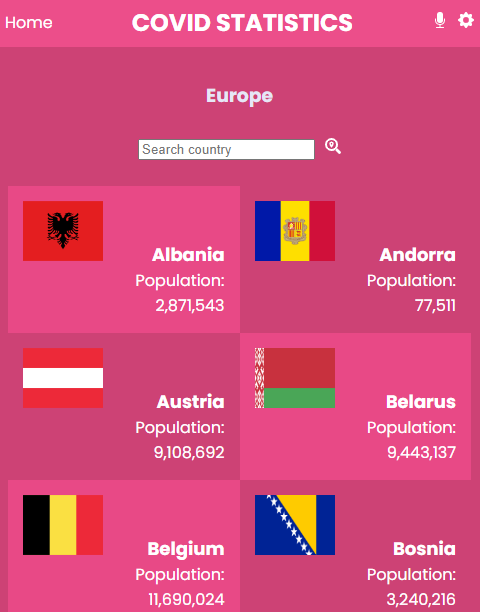 Home
COVID STATISTICS
Europe
Search country
Albania
Population:
2,871,543
Andorra
Population:
77,511
Austria
Population:
9,108,692
Belarus
Population:
9,443,137
Belgium
Population:
11,690,024
Bosnia
Population:
3,240,216